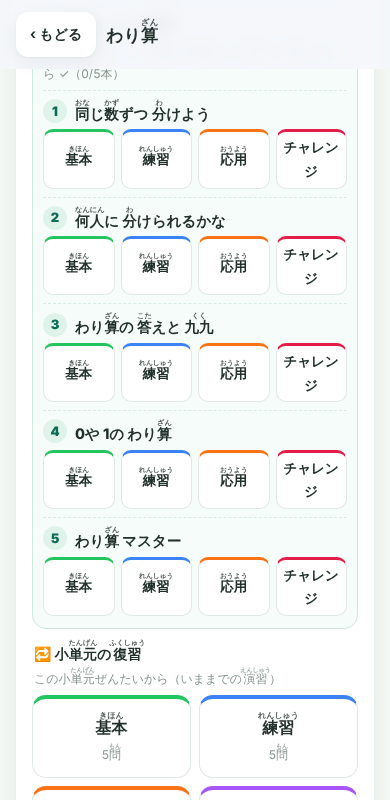 ‹ もどる わり算
ら ✓（0/5本）
1 同じ数ずつ 分けよう
基本 練習 応用 チャレンジ
2 何人に 分けられるかな
基本 練習 応用 チャレンジ
3 わり算の 答えと 九九
基本 練習 応用 チャレンジ
4 0や 1の わり算
基本 練習 応用 チャレンジ
5 わり算 マスター
基本 練習 応用 チャレンジ
🔁 小単元の復習
この小単元ぜんたいから（いままでの演習）
基本 練習
5問 5問